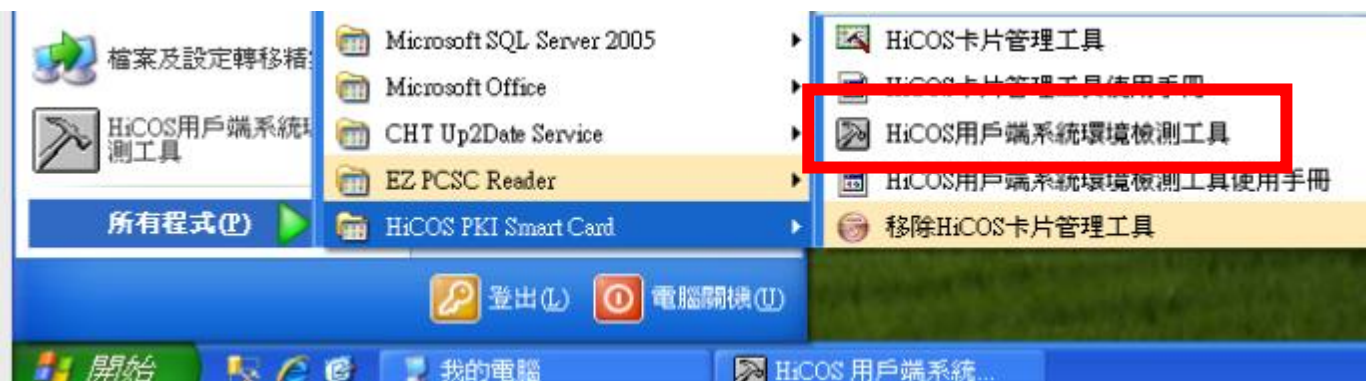 檔案及設定轉移精
HiCOS用戶端系統
測工具
所有程式(P)
Microsoft SQL Server 2005
Microsoft Office
CHT Up2Date Service
EZ PCSC Reader
HiCOS PKI Smart Card
HiCOS卡片管理工具
HiCOS卡片管理工具使用手冊
HiCOS用戶端系統環境檢測工具
HiCOS用戶端系統環境檢測工具使用手冊
移除HiCOS卡片管理工具
登出(L)
電腦關機(U)
開始
我的電腦
HiCOS 用戶端系統...